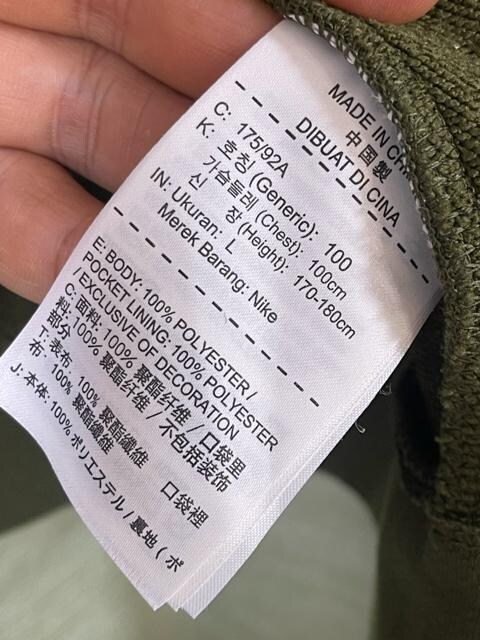 MADE IN CHI
中国製
DIBUAT DI CINA
C: 175/92A
K: 호칭 (Generic): 100
가슴둘레 (Chest): 100cm
신 장 (Height): 170-180cm
IN: Ukuran: L
Merek Barang: Nike
E: BODY: 100% POLYESTER /
POCKET LINING: 100% POLYESTER
/ EXCLUSIVE OF DECORATION
C: 面料: 100% 聚酯纤维 / 口袋里
料: 100% 聚酯纤维 / 不包括装饰
部分
T: 表布: 100% 聚酯纖維 口袋裡
布: 100% 聚酯纖維
J: 本体: 100% ポリエステル / 裏地 ( ポ